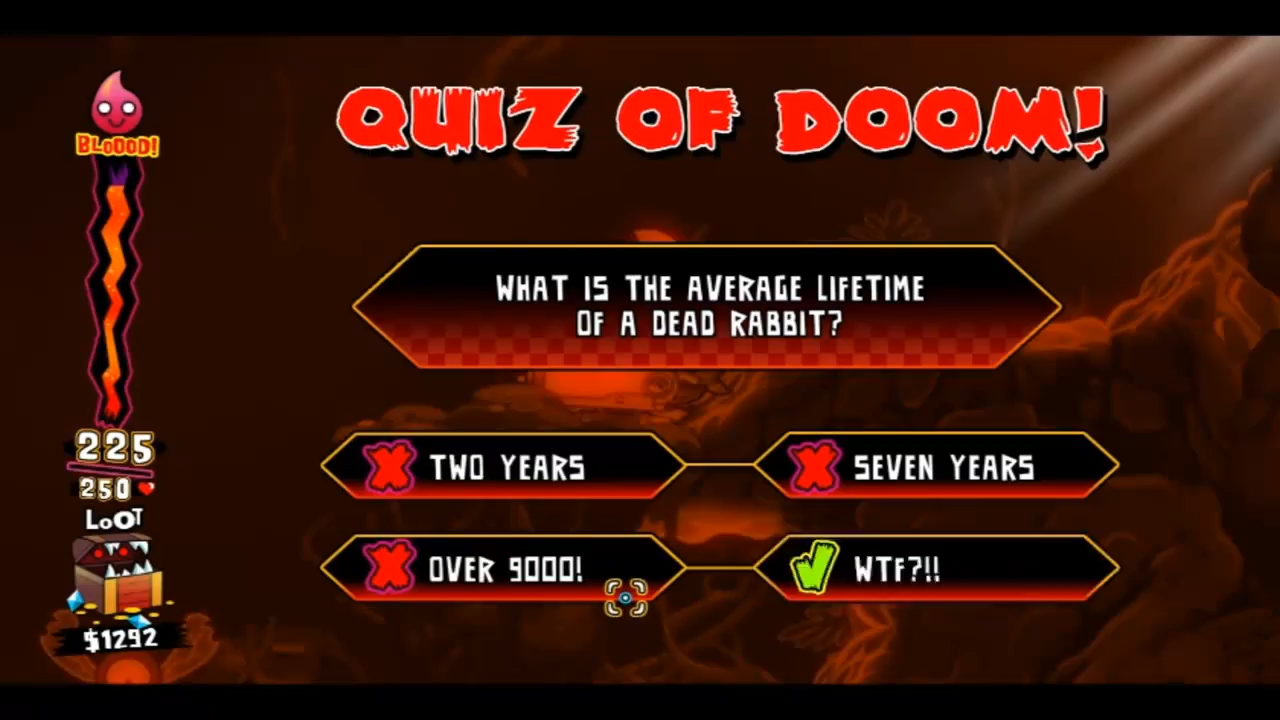 QUIZ OF DOOM!
BLOOOD!
WHAT IS THE AVERAGE LIFETIME
OF A DEAD RABBIT?
225
250
LOOT
$1292
TWO YEARS
SEVEN YEARS
OVER 9000!
WTF?!!